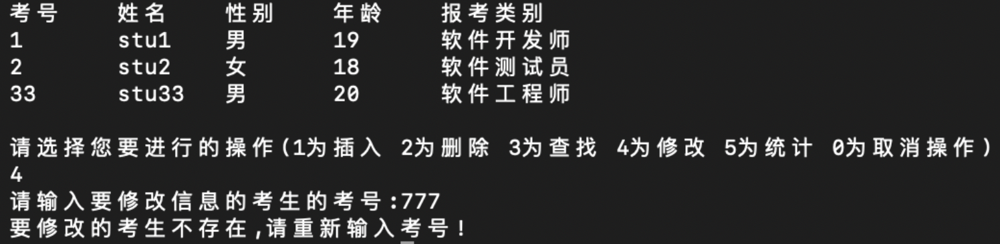 考号 姓名 性别 年龄 报考类别
1 stu1 男 19 软件开发师
2 stu2 女 18 软件测试员
33 stu33 男 20 软件工程师
请选择您要进行的操作(1为插入 2为删除 3为查找 4为修改 5为统计 0为取消操作)
4
请输入要修改信息的考生的考号:777
要修改的考生不存在,请重新输入考号!